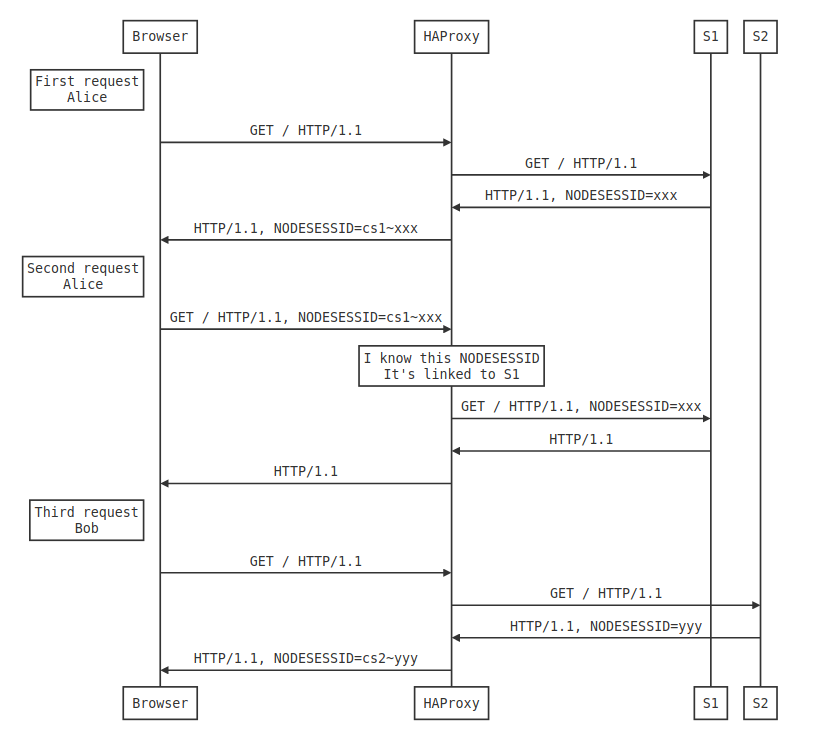 Browser
HAProxy
S1
S2
First request
Alice
GET / HTTP/1.1
GET / HTTP/1.1
HTTP/1.1, NODESESSID=xxx
HTTP/1.1, NODESESSID=cs1~xxx
Second request
Alice
GET / HTTP/1.1, NODESESSID=cs1~xxx
I know this NODESESSID
It's linked to S1
GET / HTTP/1.1, NODESESSID=xxx
HTTP/1.1
HTTP/1.1
Third request
Bob
GET / HTTP/1.1
GET / HTTP/1.1
HTTP/1.1, NODESESSID=yyy
HTTP/1.1, NODESESSID=cs2~yyy
Browser
HAProxy
S1
S2